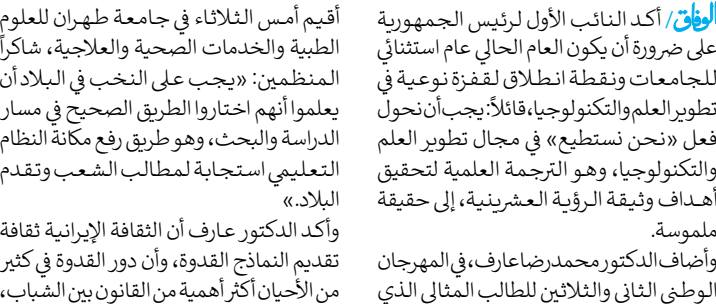 الوفاق/ أكد النائب الأول لرئيس الجمهورية
على ضرورة أن يكون العام الحالي عام استثنائي
للجامعات ونقطة انطلاق لقفزة نوعية في
تطوير العلم والتكنولوجيا، قائلاً: يجب أن نحول
فعل «نحن نستطيع» في مجال تطوير العلم
والتكنولوجيا، وهو الترجمة العلمية لتحقيق
أهداف وثيقة الرؤية العشرينية، إلى حقيقة
ملموسة.
وأضاف الدكتور محمدرضا عارف، في المهرجان
الوطني الثاني والثلاثين للطالب المثالي الذي
أقيم أمس الثلاثاء في جامعة طهران للعلوم
الطبية والخدمات الصحية والعلاجية، شاكراً
المنظمين: «يجب على النخب في البلاد أن
يعلموا أنهم اختاروا الطريق الصحيح في مسار
الدراسة والبحث، وهو طريق رفع مكانة النظام
التعليمي استجابة لمطالب الشعب وتقدم
البلاد.»
وأكد الدكتور عارف أن الثقافة الإيرانية ثقافة
تقديم النماذج القدوة، وأن دور القدوة في كثير
من الأحيان أكثر أهمية من القانون بين الشباب،